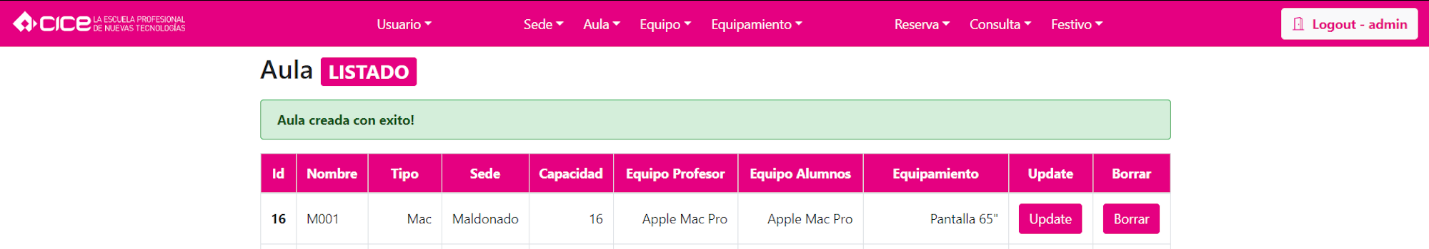 CICE LA ESCUELA PROFESIONAL
DE NUEVAS TECNOLOGÍAS
Usuario Sede Aula Equipo Equipamiento Reserva Consulta Festivo Logout - admin
Aula LISTADO
Aula creada con exito!
Id Nombre Tipo Sede Capacidad Equipo Profesor Equipo Alumnos Equipamiento Update Borrar
16 M001 Mac Maldonado 16 Apple Mac Pro Apple Mac Pro Pantalla 65" Update Borrar